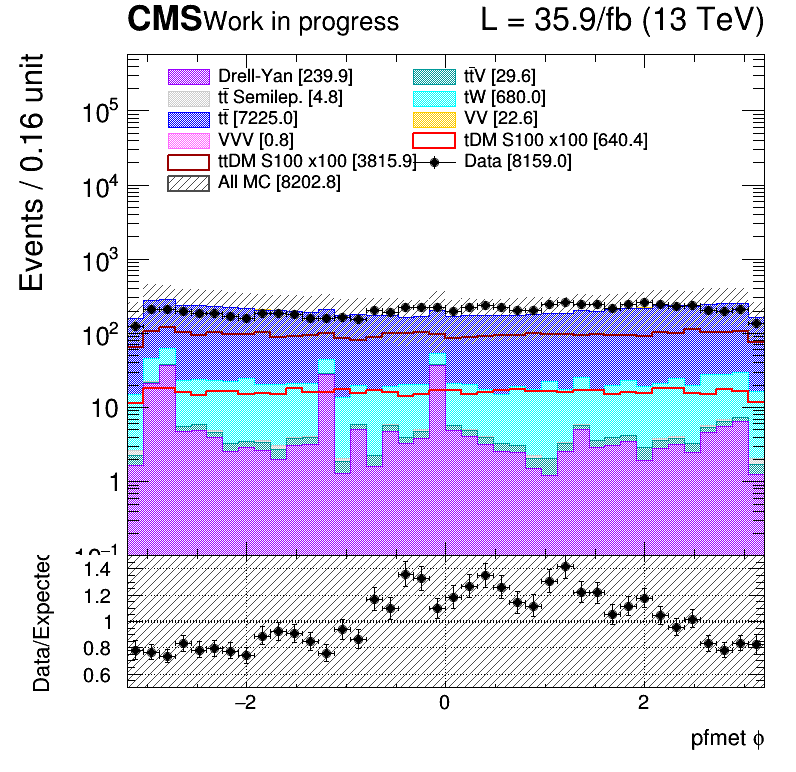 CMS Work in progress L = 35.9/fb (13 TeV)
Events / 0.16 unit
Drell-Yan [239.9] tt̄V [29.6]
tt̄ Semilep. [4.8] tW [680.0]
tt̄ [7225.0] VV [22.6]
VVV [0.8] tDM S100 x100 [640.4]
ttDM S100 x100 [3815.9] Data [8159.0]
All MC [8202.8]
10⁵
10⁴
10³
10²
10
1
10⁻¹
Data/Expected
1.4
1.2
1
0.8
0.6
−2 0 2
pfmet ϕ